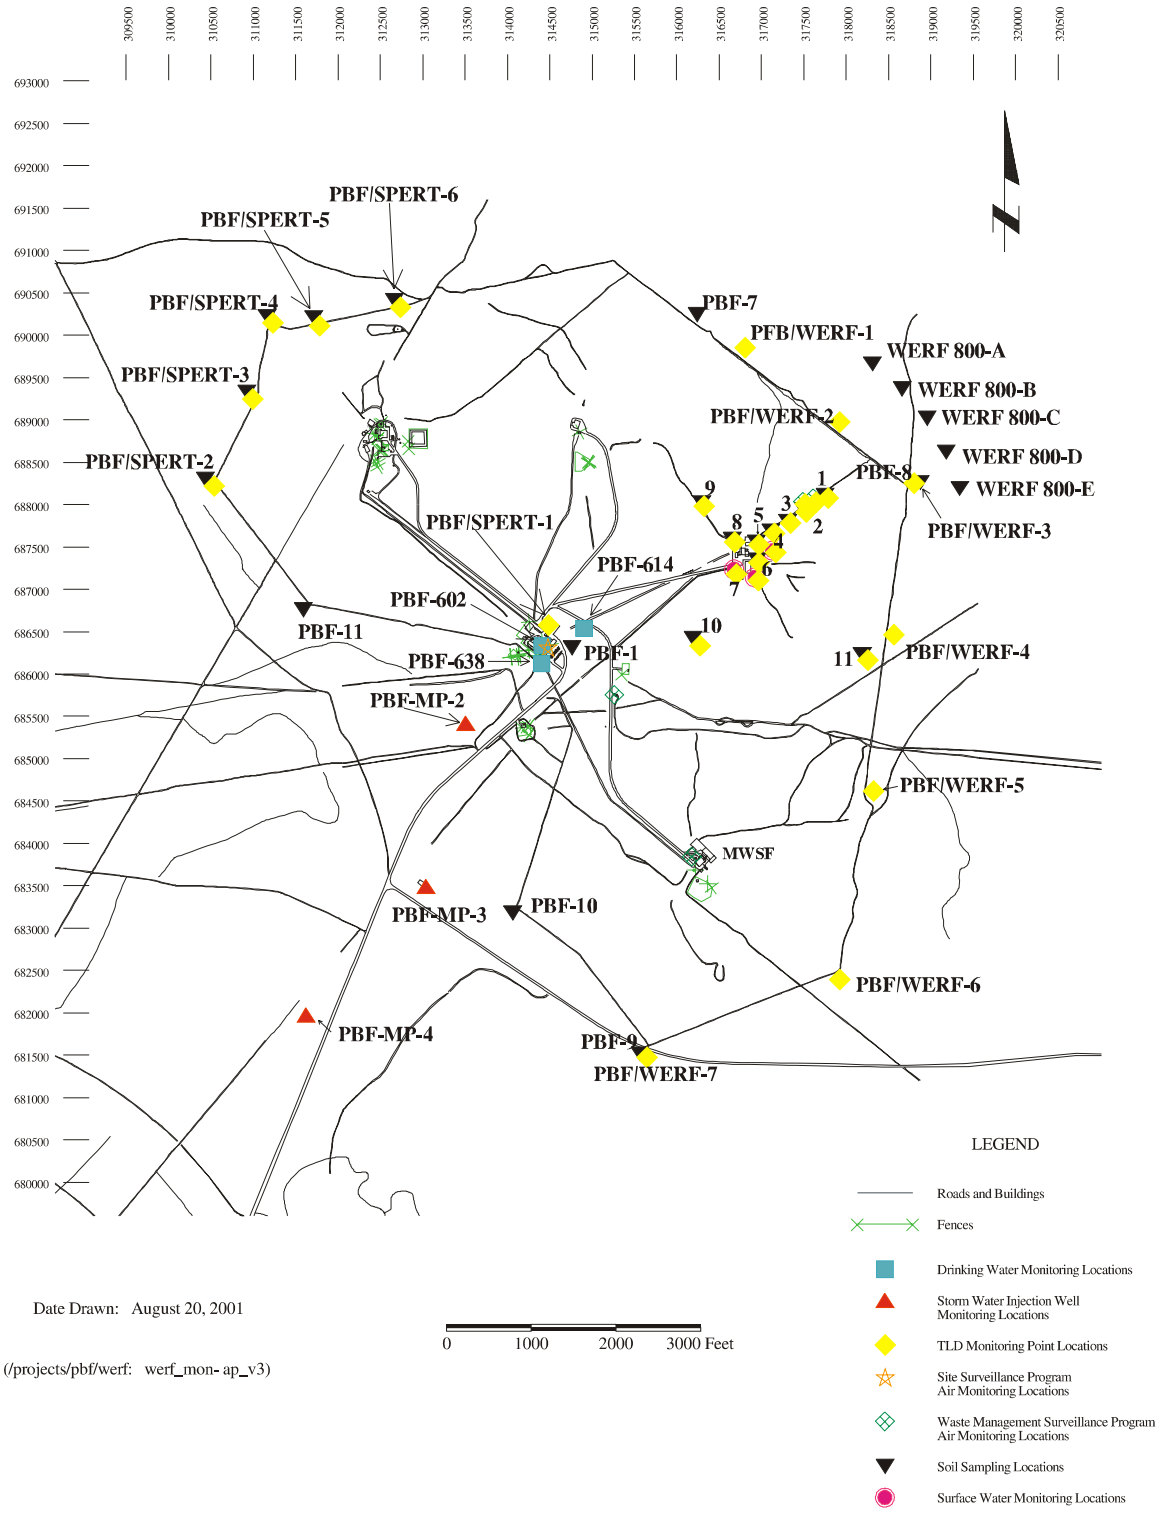 309500
310000
310500
311000
311500
312000
312500
313000
313500
314000
314500
315000
315500
316000
316500
317000
317500
318000
318500
319000
319500
320000
320500
693000
692500
692000
691500
691000
690500
690000
689500
689000
688500
688000
687500
687000
686500
686000
685500
685000
684500
684000
683500
683000
682500
682000
681500
681000
680500
680000
N
PBF/SPERT-6
PBF/SPERT-5
PBF/SPERT-4
PBF-7
PFB/WERF-1
WERF 800-A
PBF/SPERT-3
WERF 800-B
PBF/WERF-2
WERF 800-C
WERF 800-D
PBF/SPERT-2
PBF-8
1
WERF 800-E
9
3
PBF/SPERT-1
8
5
2
PBF/WERF-3
4
PBF-614
6
7
PBF-602
PBF-11
10
PBF-1
PBF-638
11
PBF/WERF-4
PBF-MP-2
PBF/WERF-5
MWSF
PBF-MP-3
PBF-10
PBF/WERF-6
PBF-MP-4
PBF-9
PBF/WERF-7
LEGEND
Roads and Buildings
Fences
Drinking Water Monitoring Locations
Storm Water Injection Well
Monitoring Locations
TLD Monitoring Point Locations
Site Surveillance Program
Air Monitoring Locations
Waste Management Surveillance Program
Air Monitoring Locations
Soil Sampling Locations
Surface Water Monitoring Locations
Date Drawn: August 20, 2001
0 1000 2000 3000 Feet
(/projects/pbf/werf: werf_mon- ap_v3)